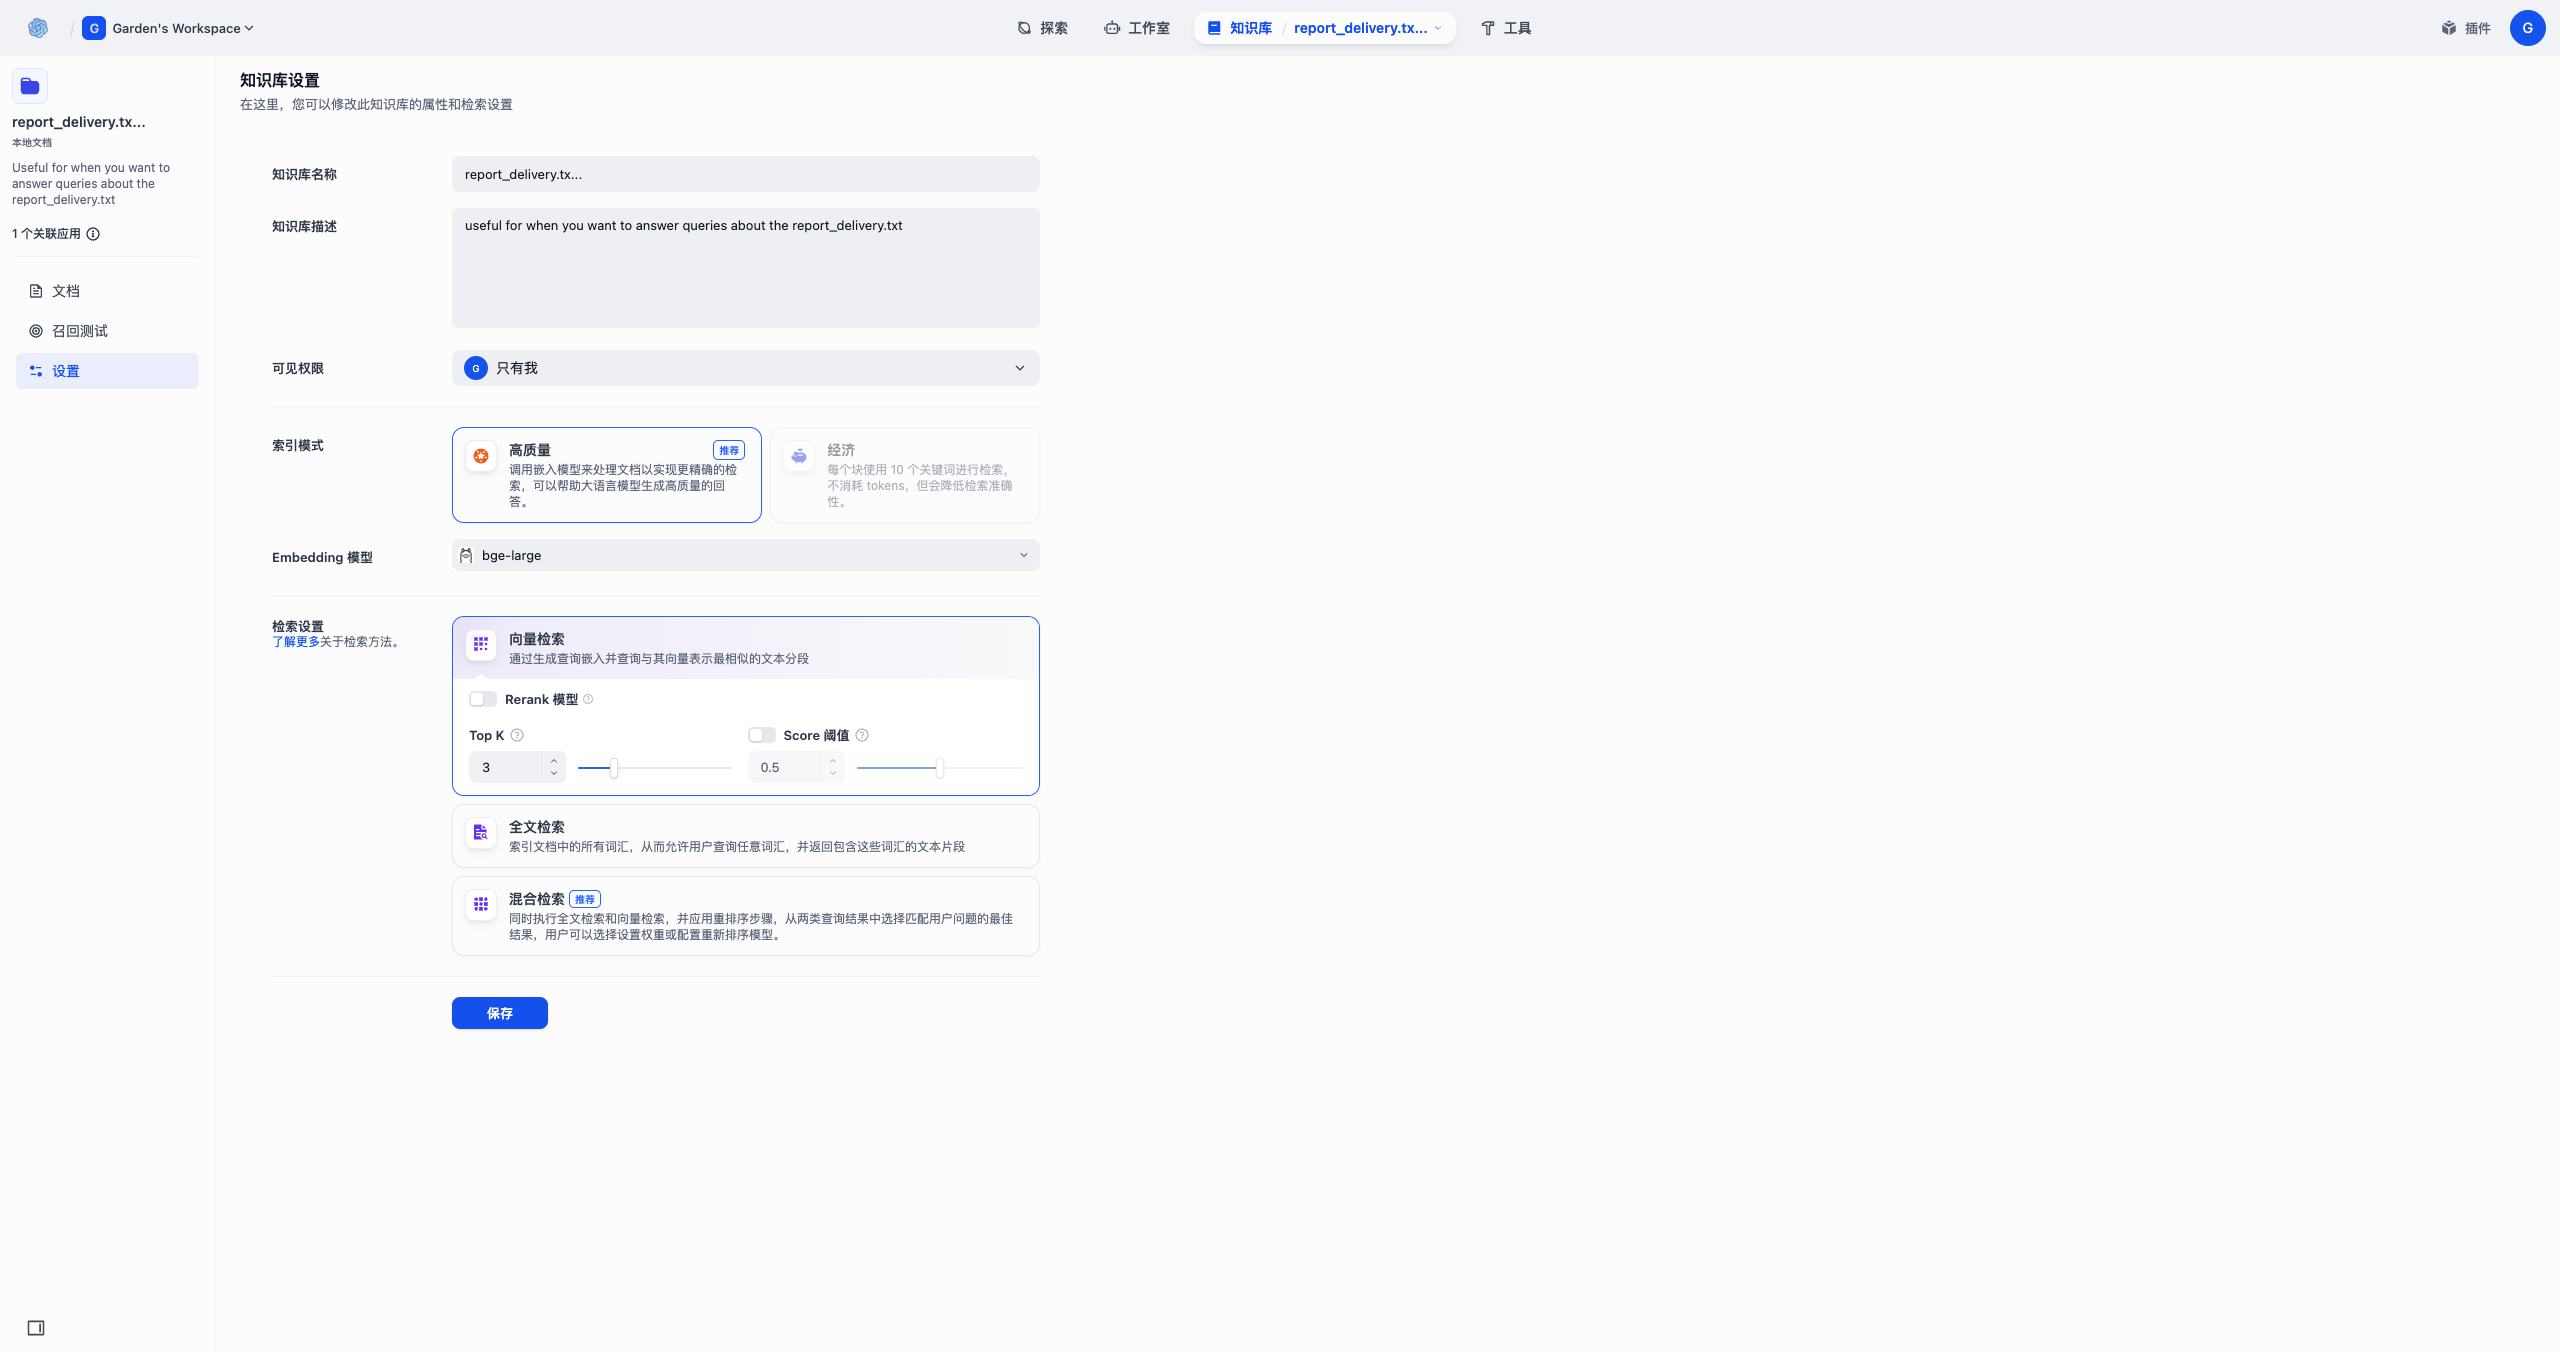 G Garden's Workspace
探索
工作室
知识库 / report_delivery.tx...
工具
插件
G
report_delivery.tx...
本地文档
Useful for when you want to
answer queries about the
report_delivery.txt
1 个关联应用
文档
召回测试
设置
知识库设置
在这里，您可以修改此知识库的属性和检索设置
知识库名称
report_delivery.tx...
知识库描述
useful for when you want to answer queries about the report_delivery.txt
可见权限
G 只有我
索引模式
高质量 推荐
调用嵌入模型来处理文档以实现更精确的检
索，可以帮助大语言模型生成高质量的回
答。
经济
每个块使用 10 个关键词进行检索，
不消耗 tokens，但会降低检索准确
性。
Embedding 模型
bge-large
检索设置
了解更多关于检索方法。
向量检索
通过生成查询嵌入并查询与其向量表示最相似的文本分段
Rerank 模型
Top K
3
Score 阈值
0.5
全文检索
索引文档中的所有词汇，从而允许用户查询任意词汇，并返回包含这些词汇的文本片段
混合检索 推荐
同时执行全文检索和向量检索，并应用重排序步骤，从两类查询结果中选择匹配用户问题的最佳
结果，用户可以选择设置权重或配置重新排序模型。
保存